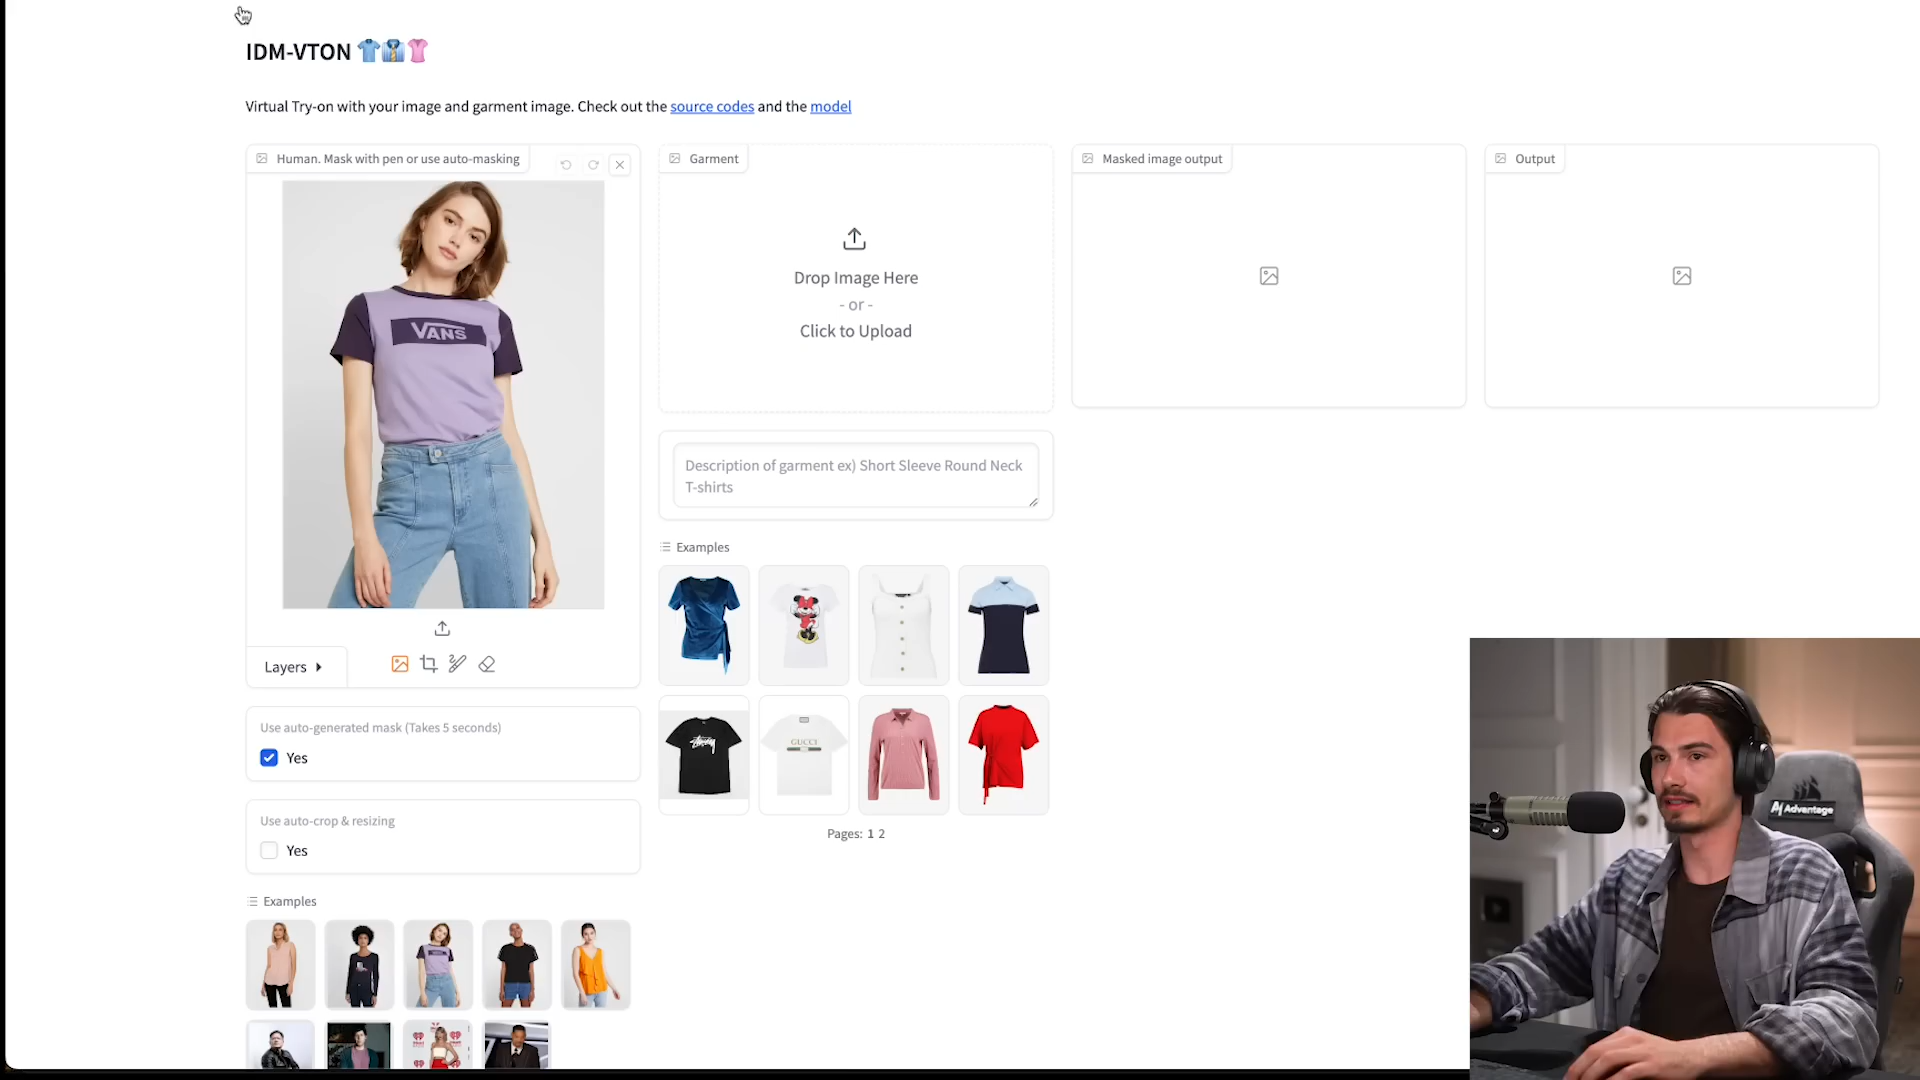 IDM-VTON
Virtual Try-on with your image and garment image. Check out the source codes and the model
Human. Mask with pen or use auto-masking
VANS
Layers
Use auto-generated mask (Takes 5 seconds)
Yes
Use auto-crop & resizing
Yes
Examples
Garment
Drop Image Here
- or -
Click to Upload
Description of garment ex) Short Sleeve Round Neck
T-shirts
Examples
GUCCI
Pages: 1 2
Masked image output
Output
Advantage